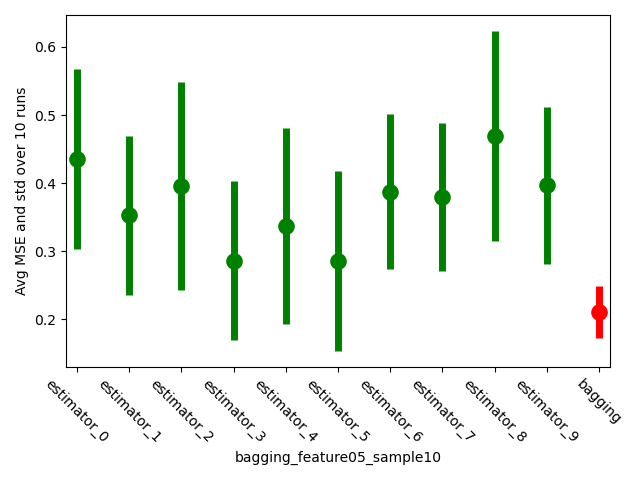 0.6
0.5
0.4
0.3
0.2
Avg MSE and std over 10 runs
estimator_0
estimator_1
estimator_2
estimator_3
estimator_4
estimator_5
estimator_6
estimator_7
estimator_8
estimator_9
bagging
bagging_feature05_sample10